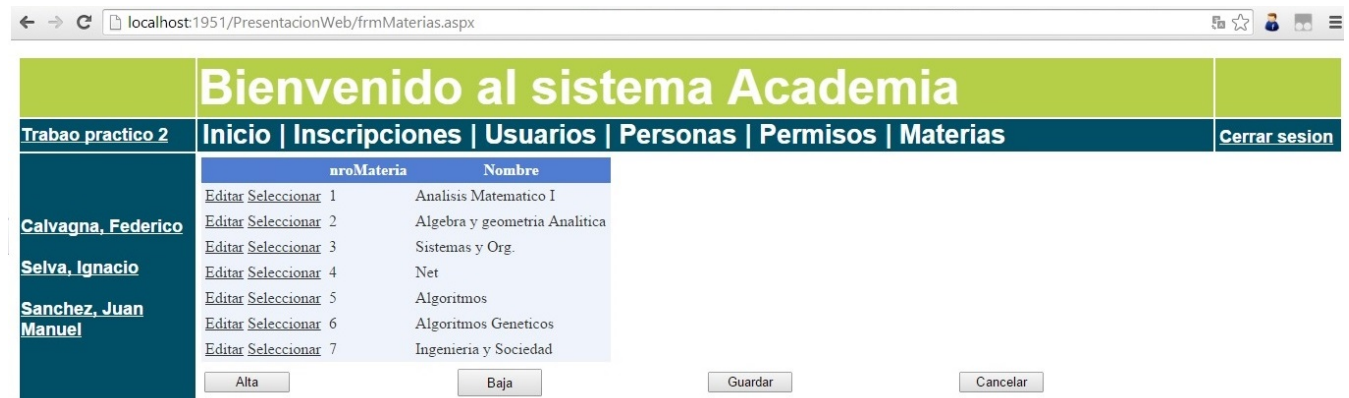 localhost:1951/PresentacionWeb/frmMaterias.aspx
Bienvenido al sistema Academia
Trabao practico 2
Inicio | Inscripciones | Usuarios | Personas | Permisos | Materias
Cerrar sesion
Calvagna, Federico
Selva, Ignacio
Sanchez, Juan
Manuel
nroMateria Nombre
Editar Seleccionar 1 Analisis Matematico I
Editar Seleccionar 2 Algebra y geometria Analitica
Editar Seleccionar 3 Sistemas y Org.
Editar Seleccionar 4 Net
Editar Seleccionar 5 Algoritmos
Editar Seleccionar 6 Algoritmos Geneticos
Editar Seleccionar 7 Ingenieria y Sociedad
Alta Baja Guardar Cancelar